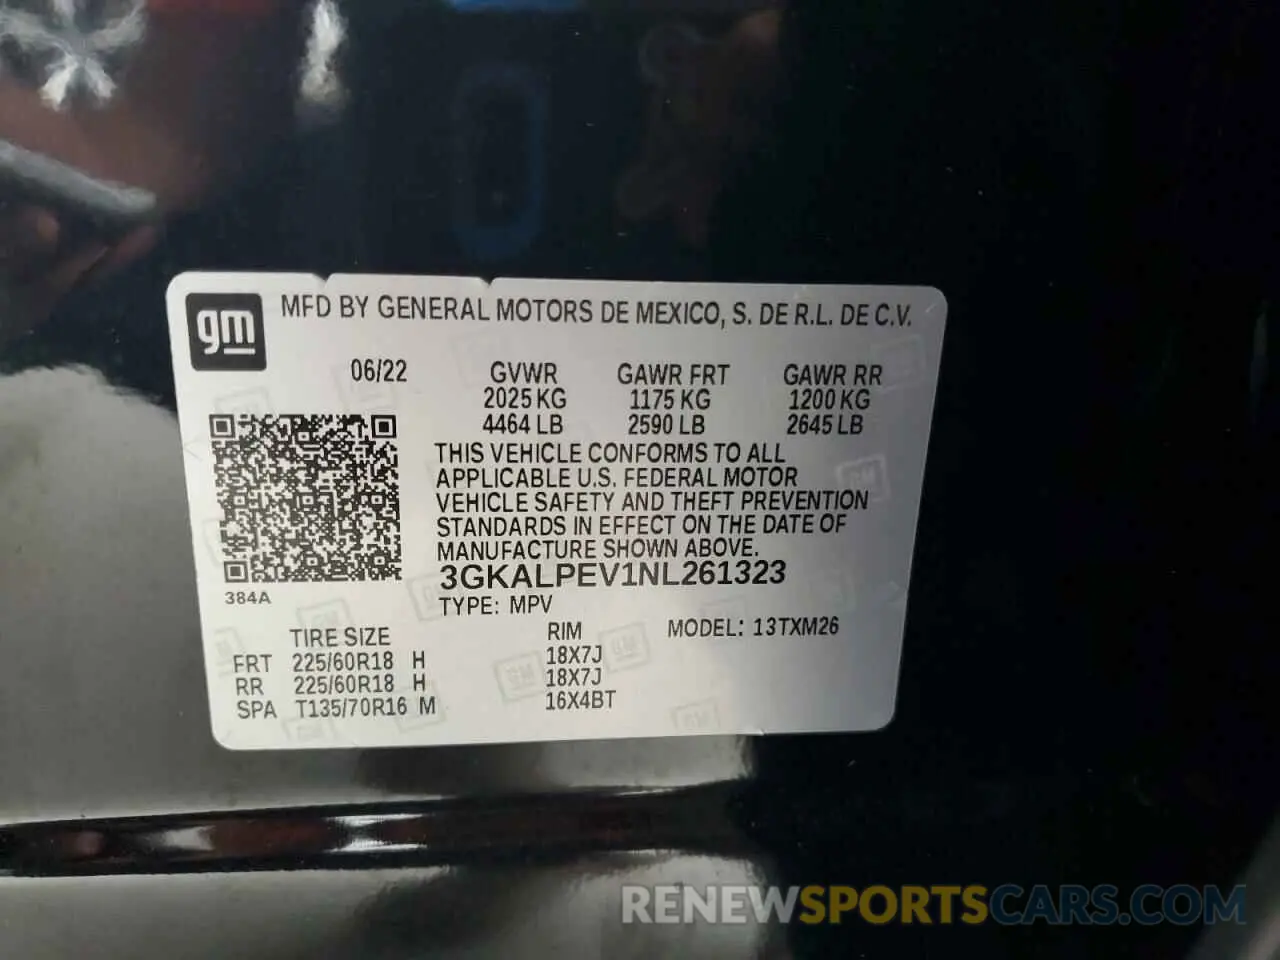 gm
MFD BY GENERAL MOTORS DE MEXICO, S. DE R.L. DE C.V.
06/22 GVWR GAWR FRT GAWR RR
2025 KG 1175 KG 1200 KG
4464 LB 2590 LB 2645 LB
THIS VEHICLE CONFORMS TO ALL
APPLICABLE U.S. FEDERAL MOTOR
VEHICLE SAFETY AND THEFT PREVENTION
STANDARDS IN EFFECT ON THE DATE OF
MANUFACTURE SHOWN ABOVE.
3GKALPEV1NL261323
384A
TYPE: MPV
TIRE SIZE RIM MODEL: 13TXM26
FRT 225/60R18 H 18X7J
RR 225/60R18 H 18X7J
SPA T135/70R16 M 16X4BT
RENEWSPORTSCARS.COM